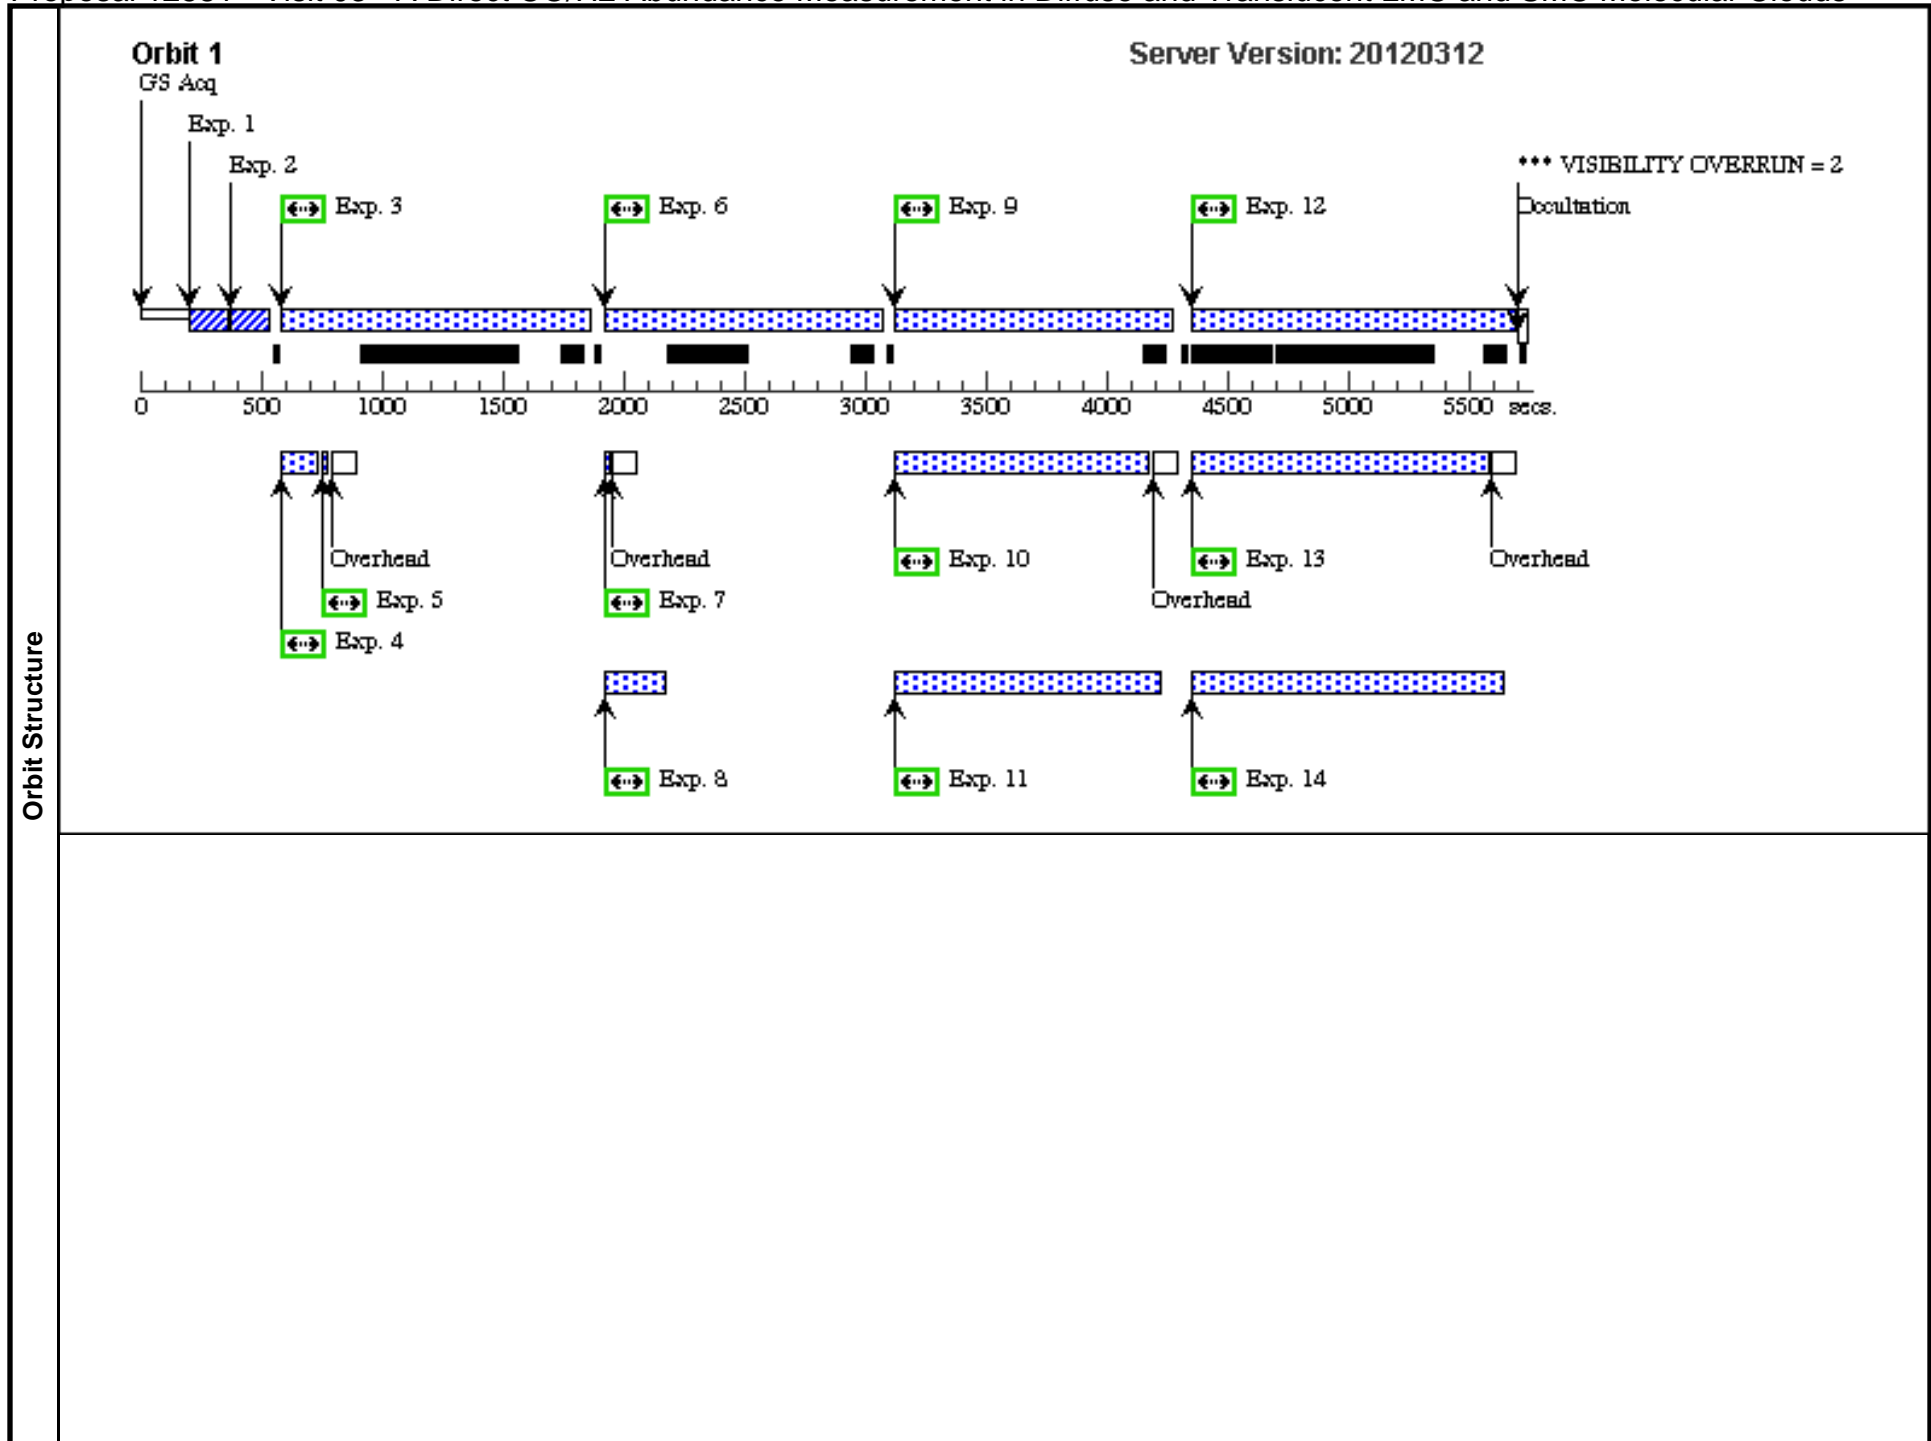 Orbit 1
Server Version: 20120312
GS Acq
Exp. 1
Exp. 2
*** VISIBILITY OVERRUN = 2
Exp. 3
Exp. 6
Exp. 9
Exp. 12
Occultation
0 500 1000 1500 2000 2500 3000 3500 4000 4500 5000 5500 secs.
Overhead
Overhead
Exp. 10
Exp. 13
Overhead
Exp. 5
Exp. 7
Overhead
Exp. 4
Exp. 8
Exp. 11
Exp. 14
Orbit Structure